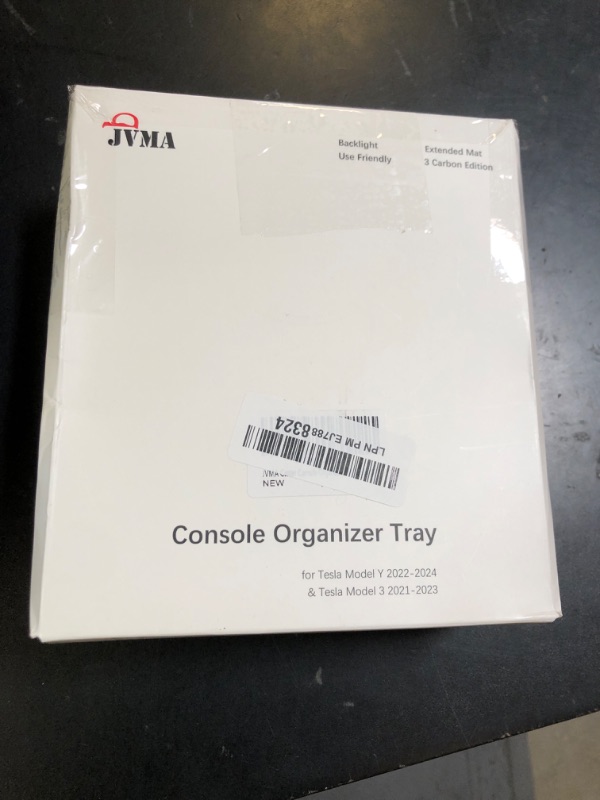 JVMA
Backlight
Use Friendly
Extended Mat
3 Carbon Edition
LPN PM EJ7888324
NEW
Console Organizer Tray
for Tesla Model Y 2022-2024
& Tesla Model 3 2021-2023